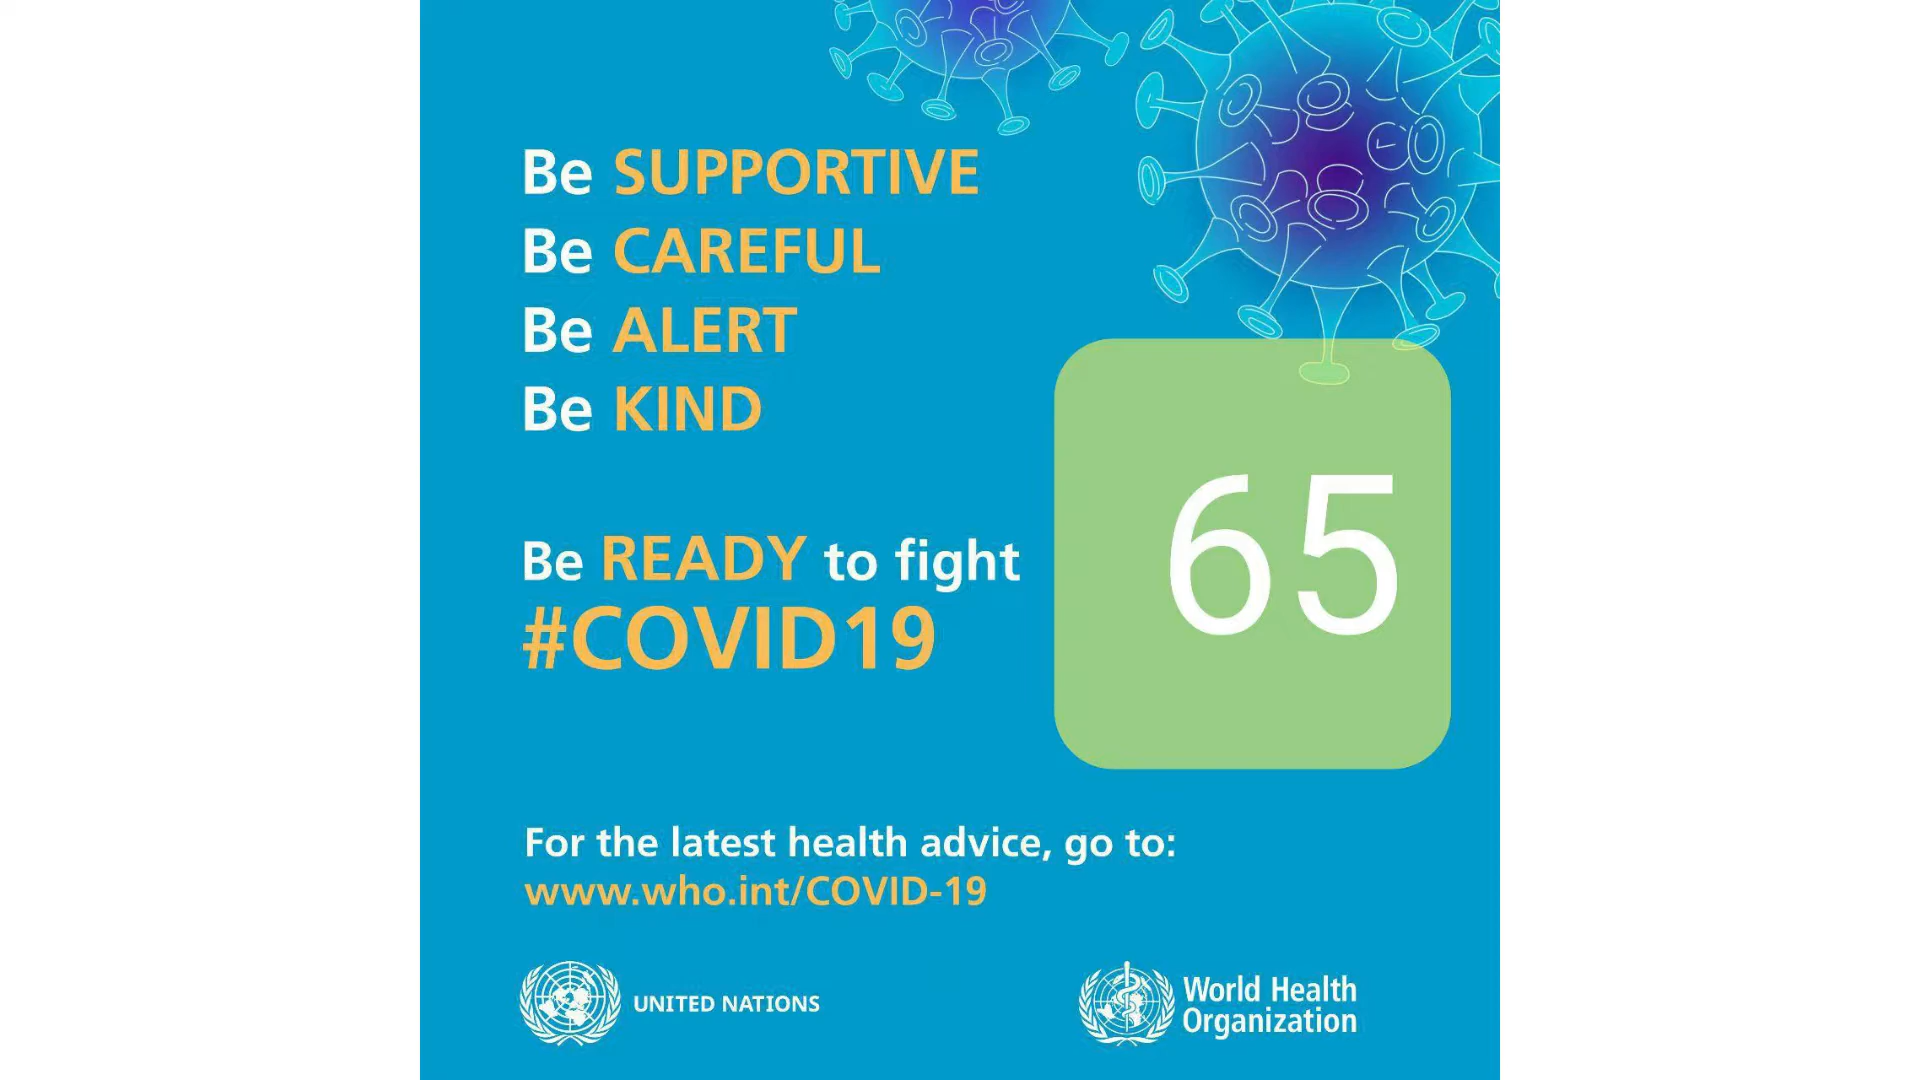 Be SUPPORTIVE
Be CAREFUL
Be ALERT
Be KIND
Be READY to fight
#COVID19
65
For the latest health advice, go to:
www.who.int/COVID-19
UNITED NATIONS
World Health
Organization